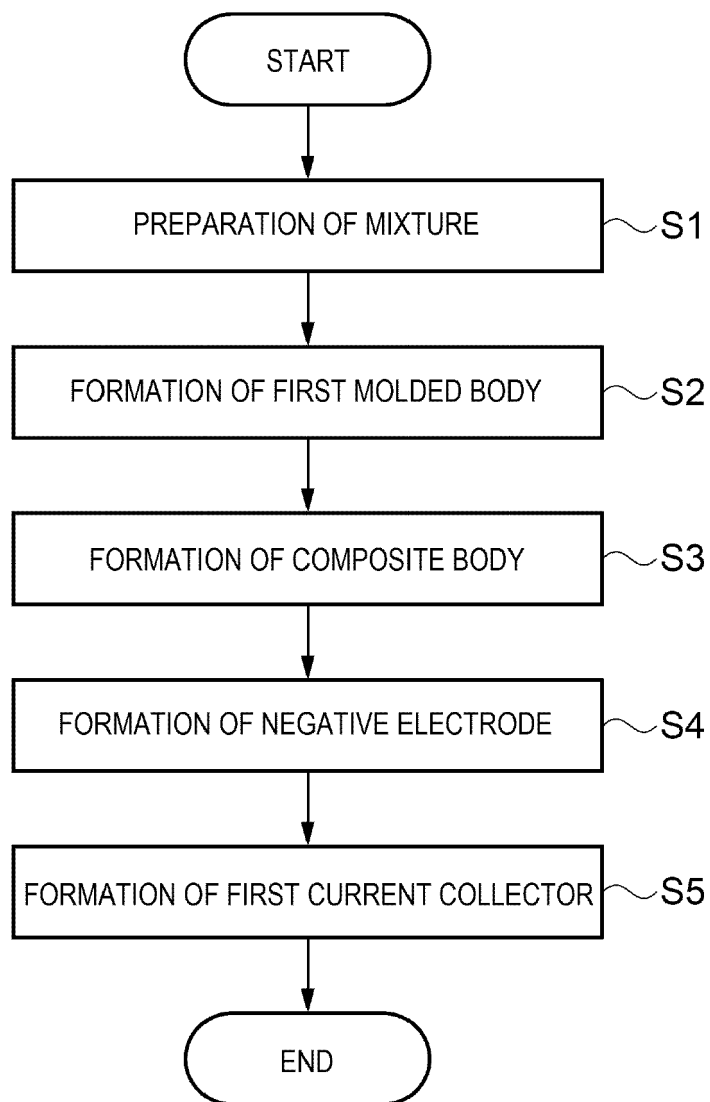 START
PREPARATION OF MIXTURE S1
FORMATION OF FIRST MOLDED BODY S2
FORMATION OF COMPOSITE BODY S3
FORMATION OF NEGATIVE ELECTRODE S4
FORMATION OF FIRST CURRENT COLLECTOR S5
END